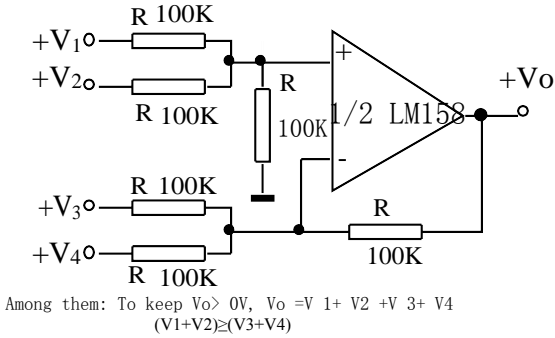 R 100K
+V1
+V2
R 100K
R
100K
+
1/2 LM158
-
+Vo
R 100K
+V3
+V4
R 100K
R
100K
Among them: To keep Vo> 0V, Vo =V 1+ V2 +V 3+ V4
(V1+V2)≥(V3+V4)